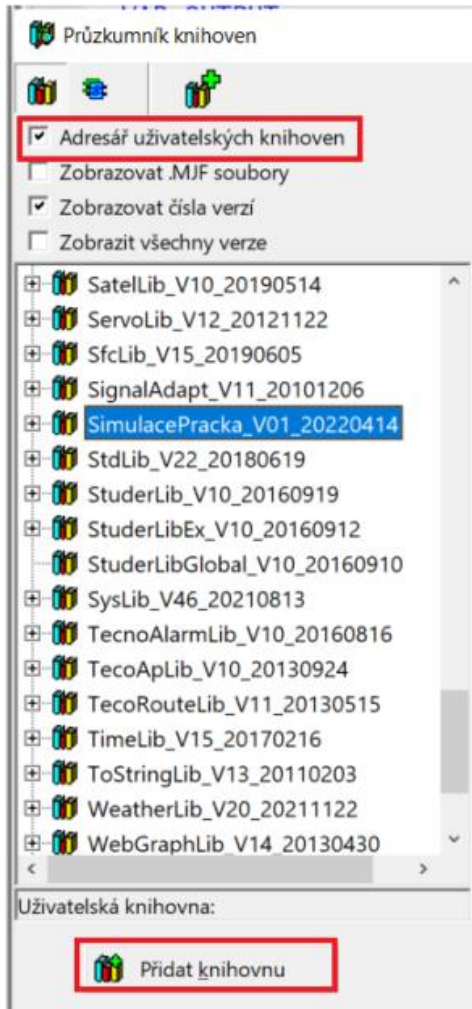 Průzkumník knihoven
Adresář uživatelských knihoven
Zobrazovat .MJF soubory
Zobrazovat čísla verzí
Zobrazit všechny verze
SatelLib_V10_20190514
ServoLib_V12_20121122
SfcLib_V15_20190605
SignalAdapt_V11_20101206
SimulacePracka_V01_20220414
StdLib_V22_20180619
StuderLib_V10_20160919
StuderLibEx_V10_20160912
StuderLibGlobal_V10_20160910
SysLib_V46_20210813
TecnoAlarmLib_V10_20160816
TecoApLib_V10_20130924
TecoRouteLib_V11_20130515
TimeLib_V15_20170216
ToStringLib_V13_20110203
WeatherLib_V20_20211122
WebGraphLib_V14_20130430
Uživatelská knihovna:
Přidat knihovnu